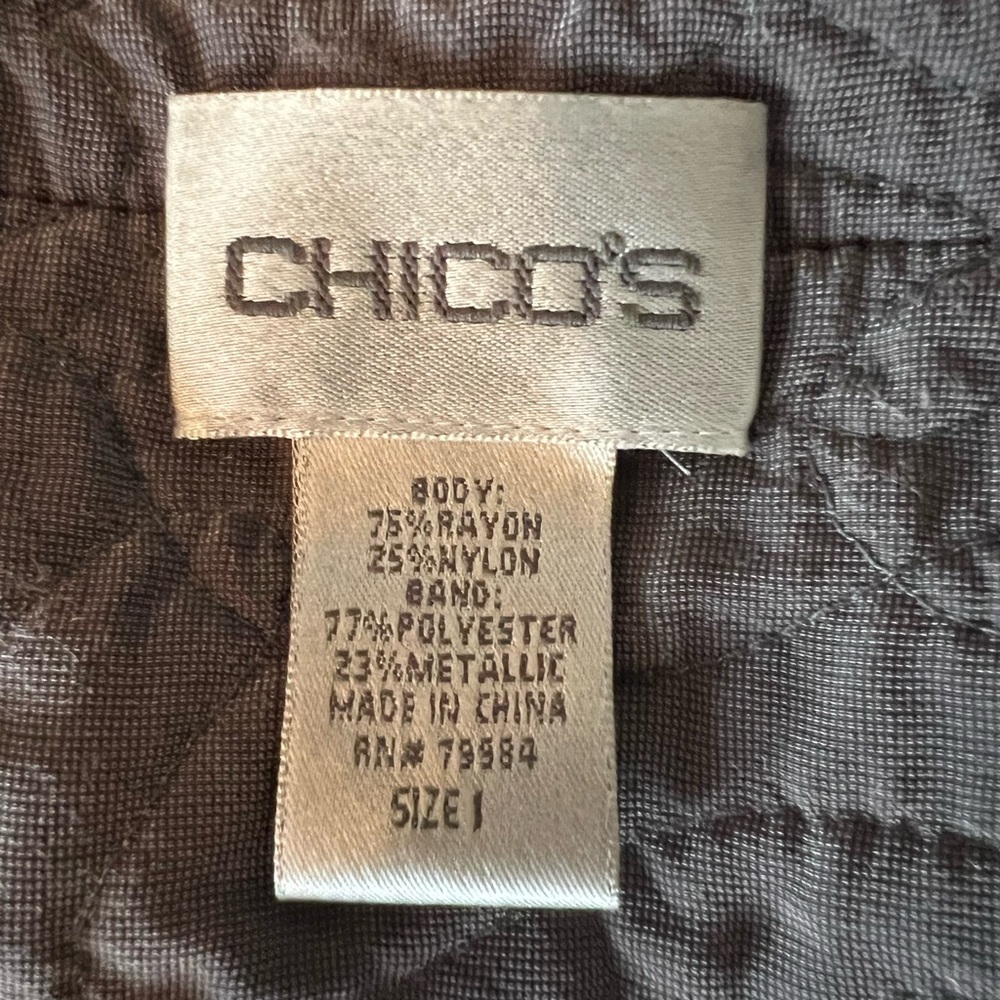 CHICO'S
BODY:
75%RAYON
25%NYLON
BAND:
77%POLYESTER
23%METALLIC
MADE IN CHINA
RN# 79984
SIZE 1